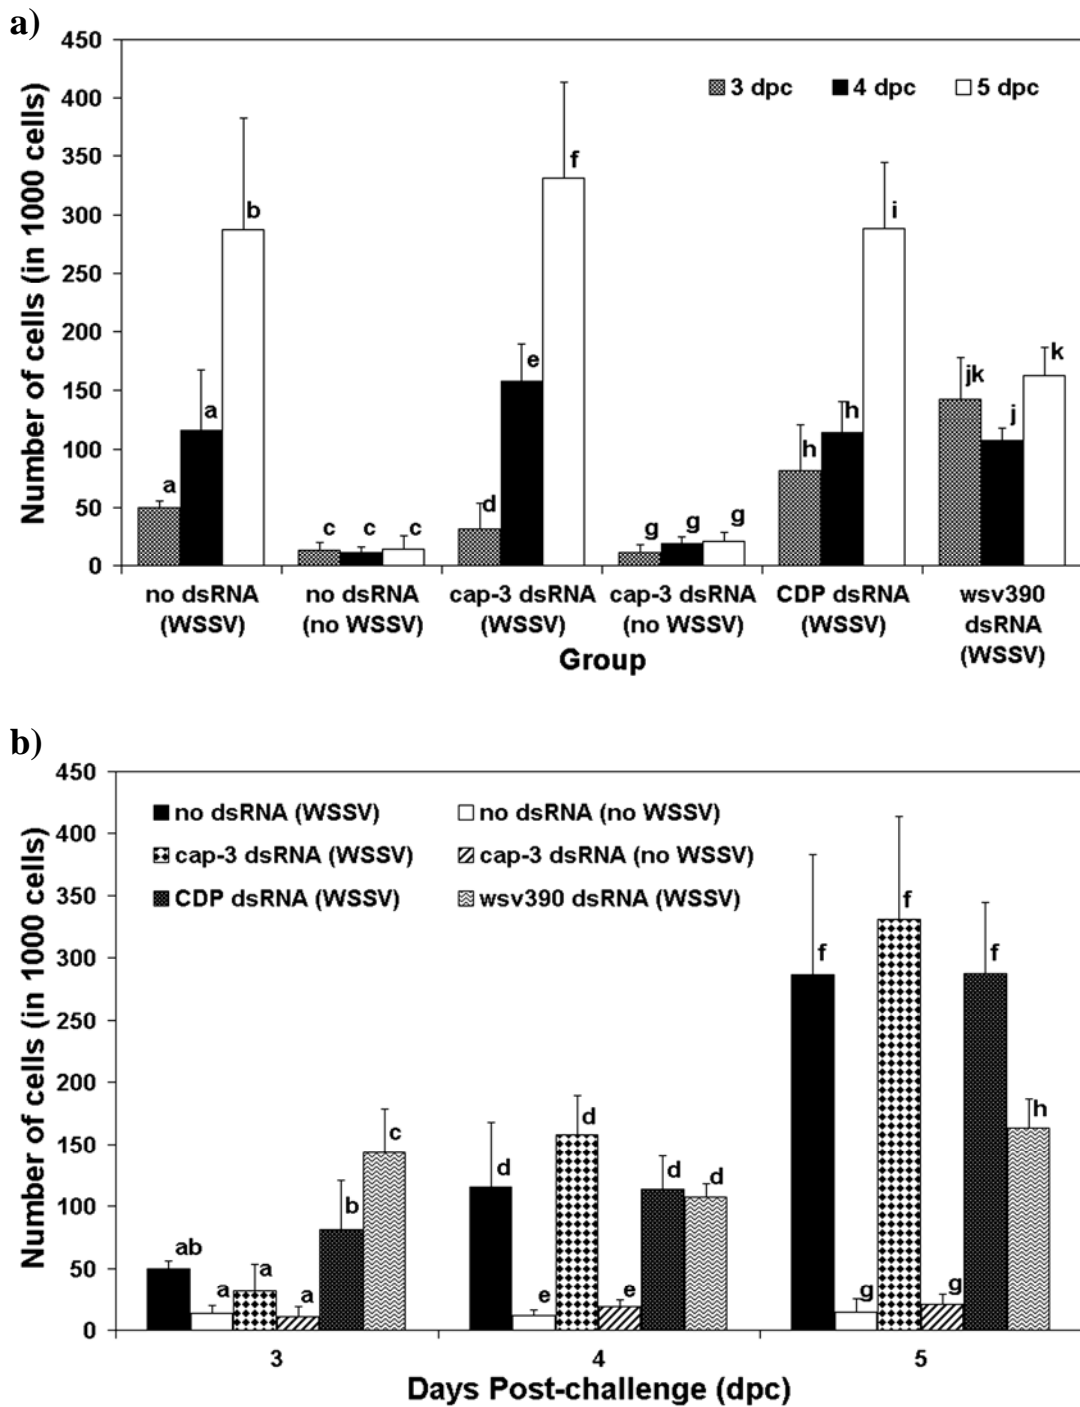 a)
450
400
350
300
250
200
150
100
50
0
Number of cells (in 1000 cells)
3 dpc 4 dpc 5 dpc
a a b
c c c
d e f
g g g
h h i
jk j k
no dsRNA
(WSSV)
no dsRNA
(no WSSV)
cap-3 dsRNA
(WSSV)
cap-3 dsRNA
(no WSSV)
CDP dsRNA
(WSSV)
wsv390
dsRNA
(WSSV)
Group
b)
450
400
350
300
250
200
150
100
50
0
Number of cells (in 1000 cells)
no dsRNA (WSSV) no dsRNA (no WSSV)
cap-3 dsRNA (WSSV) cap-3 dsRNA (no WSSV)
CDP dsRNA (WSSV) wsv390 dsRNA (WSSV)
ab a a a b c
d e d e d d
f g f g f h
3 4 5
Days Post-challenge (dpc)